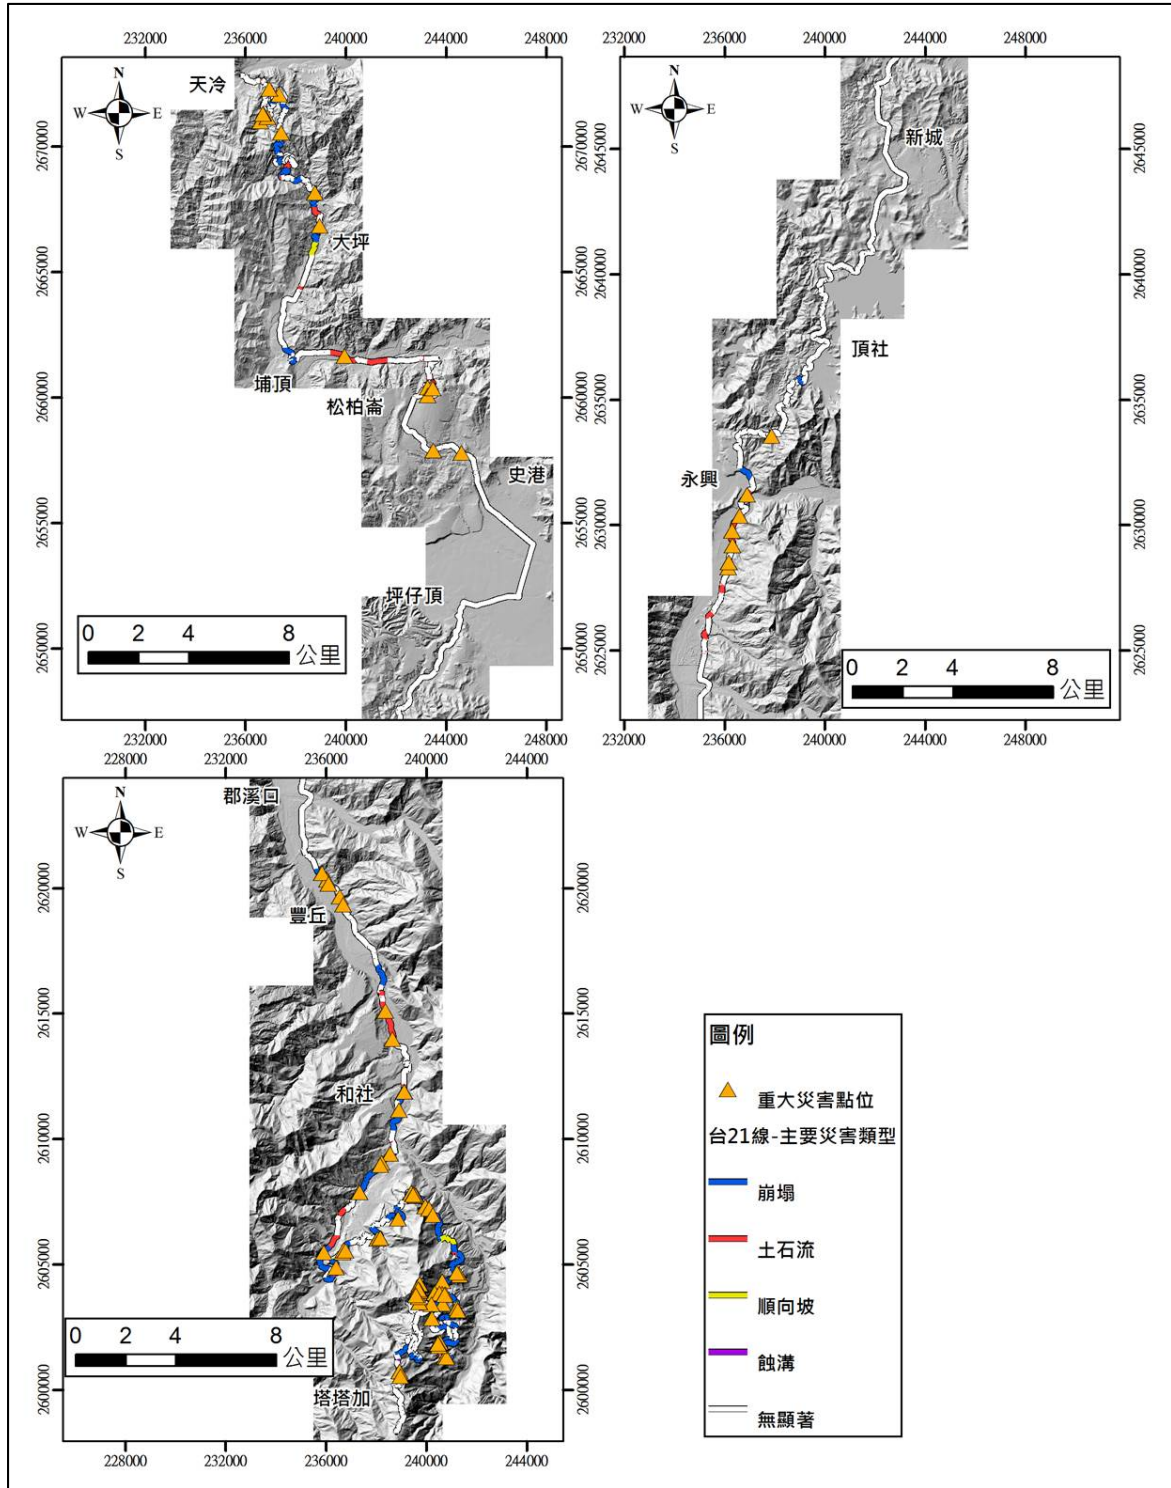 232000 236000 240000 244000 248000
天冷
N
W E
S
2670000 2670000
大坪
2665000 2665000
埔頂
2660000 2660000
松柏崙
史港
2655000 2655000
坪仔頂
0 2 4 8
公里
2650000 2650000
232000 236000 240000 244000 248000
232000 236000 240000 244000 248000
N
W E
S
新城
2645000 2645000
2640000 2640000
頂社
2635000 2635000
永興
2630000 2630000
2625000 2625000
0 2 4 8
公里
232000 236000 240000 244000 248000
228000 232000 236000 240000 244000
郡溪口
N
W E
S
2620000 2620000
豐丘
2615000 2615000
和社
2610000 2610000
2605000 2605000
0 2 4 8
公里
塔塔加
2600000 2600000
228000 232000 236000 240000 244000
圖例
重大災害點位
台21線-主要災害類型
崩塌
土石流
順向坡
蝕溝
無顯著